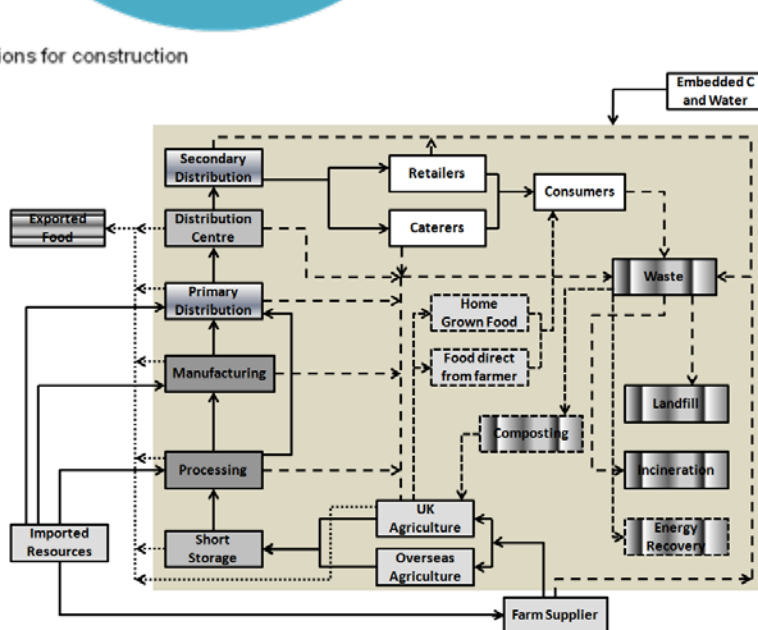 ions for construction
Embedded C
and Water
Secondary
Distribution
Retailers
Consumers
Exported
Food
Distribution
Centre
Caterers
Waste
Primary
Distribution
Home
Grown Food
Manufacturing
Food direct
from farmer
Landfill
Composting
Processing
Incineration
UK
Agriculture
Imported
Resources
Short
Storage
Energy
Recovery
Overseas
Agriculture
Farm Supplier